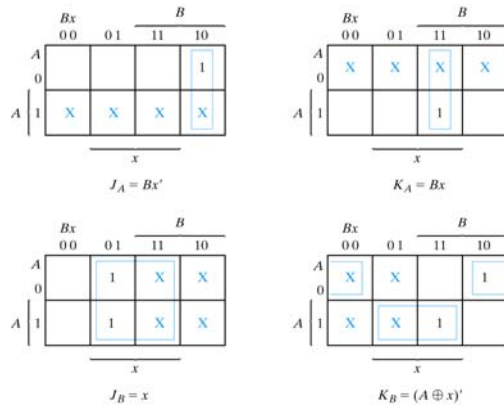 Bx B
00 01 11 10
A
0 1
A 1 X X X X
x
J_A = Bx′
Bx B
00 01 11 10
A
0 X X X X
A 1 1
x
K_A = Bx
Bx B
00 01 11 10
A
0 1 X X
A 1 1 X X
x
J_B = x
Bx B
00 01 11 10
A
0 X X 1
A 1 X X 1
x
K_B = (A ⊕ x)′